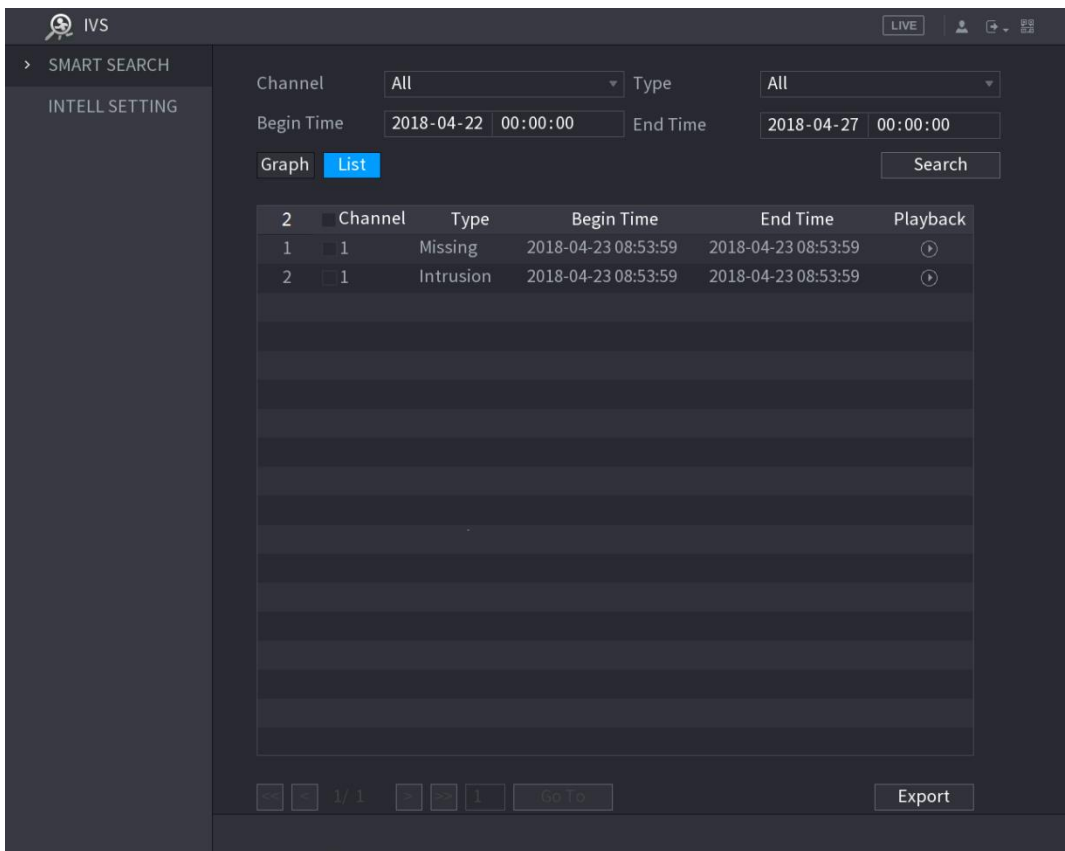 IVS LIVE
SMART SEARCH
INTELL SETTING
Channel All Type All
Begin Time 2018-04-22 00:00:00 End Time 2018-04-27 00:00:00
Graph List Search
2 Channel Type Begin Time End Time Playback
1 1 Missing 2018-04-23 08:53:59 2018-04-23 08:53:59
2 1 Intrusion 2018-04-23 08:53:59 2018-04-23 08:53:59
<< < 1/ 1 > >> 1 Go To Export